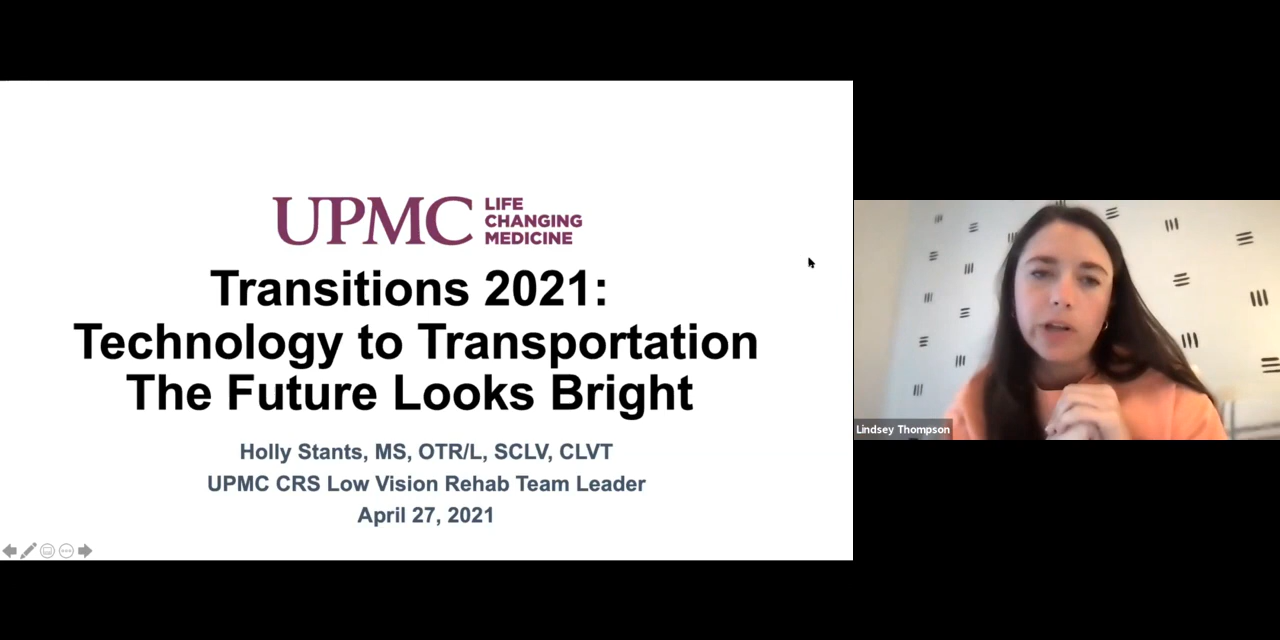 UPMC LIFE
CHANGING
MEDICINE
Transitions 2021:
Technology to Transportation
The Future Looks Bright
Holly Stants, MS, OTR/L, SCLV, CLVT
UPMC CRS Low Vision Rehab Team Leader
April 27, 2021
Lindsey Thompson